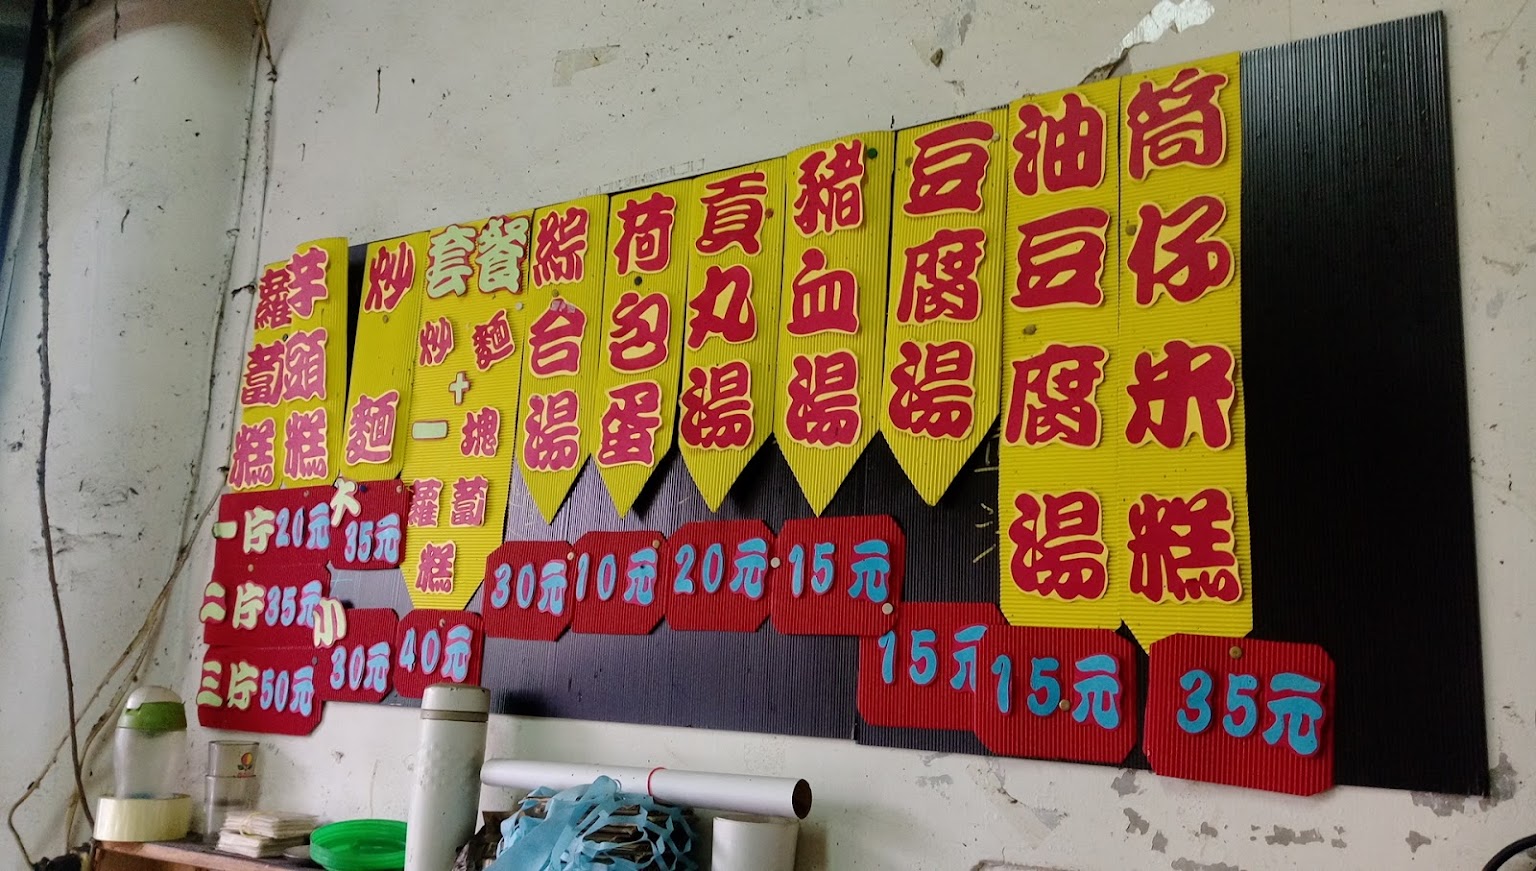 筒仔米糕
35元
油豆腐湯
15元
豆腐湯
15元
豬血湯
15元
貢丸湯
20元
荷包蛋
10元
綜合湯
30元
套餐
炒麵
+
一塊
蘿蔔
糕
40元
炒麵
大
35元
小
30元
芋頭糕
蘿蔔糕
一片20元
二片35元
三片50元